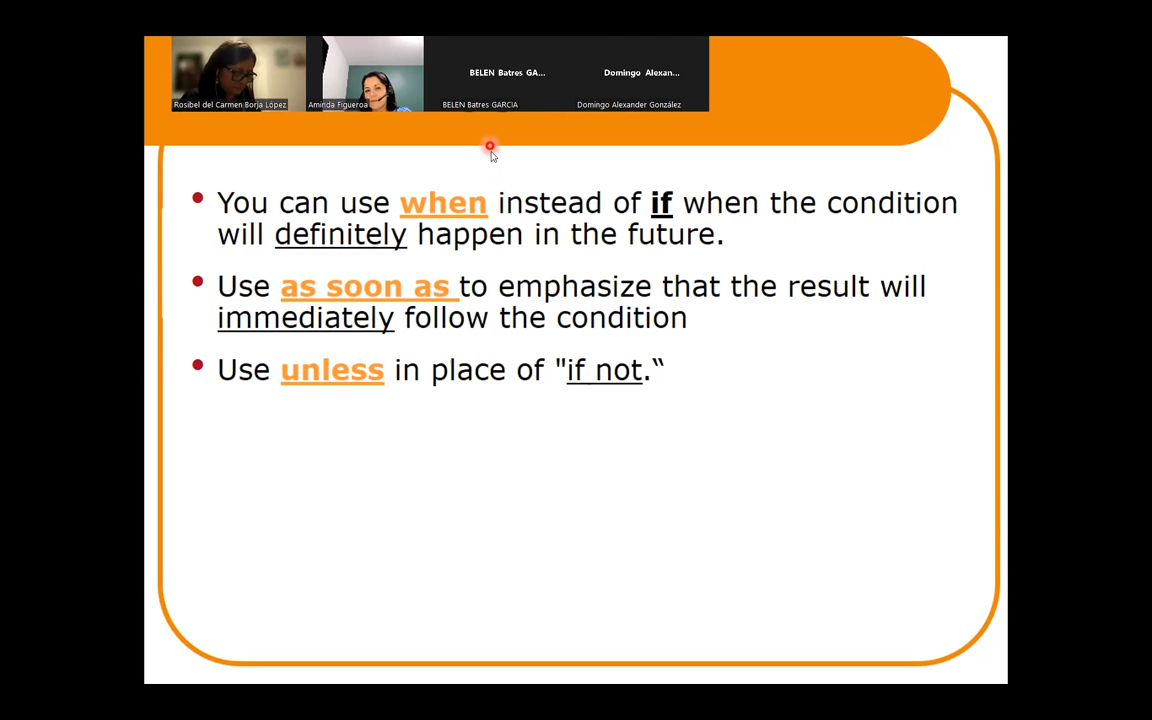 BELEN Batres GA...
Domingo Alexan...
Rosibel del Carmen Borja López
Aminda Figueroa
BELEN Batres GARCIA
Domingo Alexander González
You can use when instead of if when the condition
will definitely happen in the future.
Use as soon as to emphasize that the result will
immediately follow the condition
Use unless in place of "if not.‟